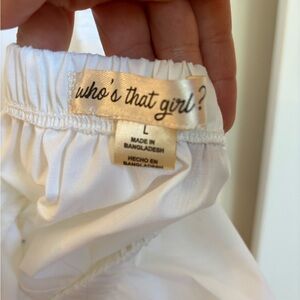 who's that girl?
L
MADE IN
BANGLADESH
HECHO EN
BANGLADESH